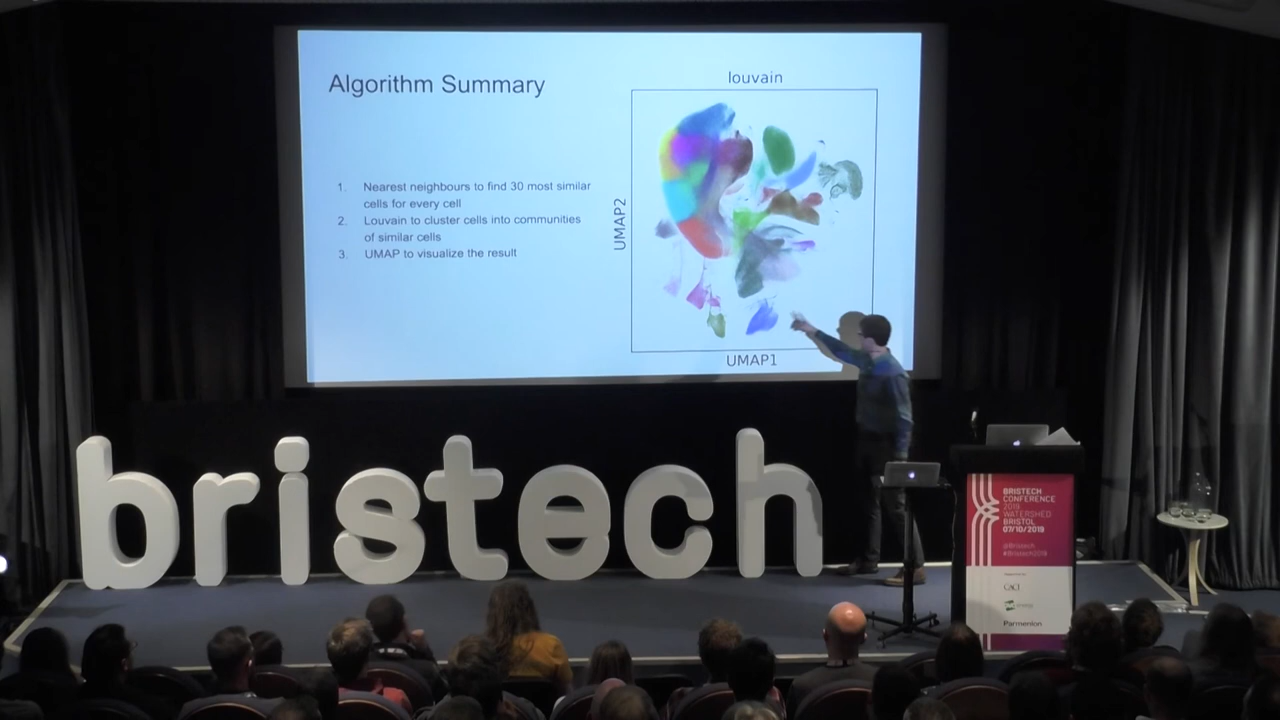 Algorithm Summary
1. Nearest neighbours to find 30 most similar
cells for every cell
2. Louvain to cluster cells into communities
of similar cells
3. UMAP to visualize the result
louvain
UMAP2
UMAP1
bristech
BRISTECH
CONFERENCE
2019
WATERSHED
BRISTOL
07/10/2019
@Bristech
#Bristech2019
CACI
Parmenion